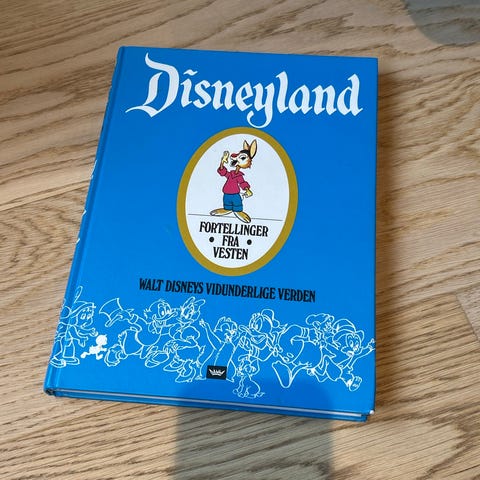 Disneyland
FORTELLINGER
• FRA •
VESTEN
WALT DISNEYS VIDUNDERLIGE VERDEN